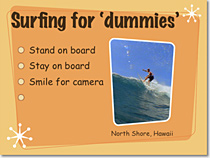 Surfing for ‘dummies’
Stand on board
Stay on board
Smile for camera
North Shore, Hawaii